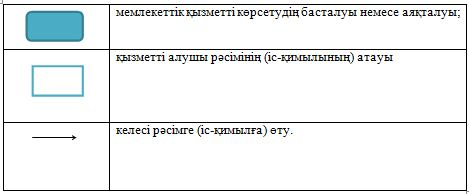 мемлекеттік қызметті көрсетудің басталуы немесе аяқталуы;
қызметті алушы рәсімінің (іс-қимылының) атауы
келесі рәсімге (іс-қимылға) өту.